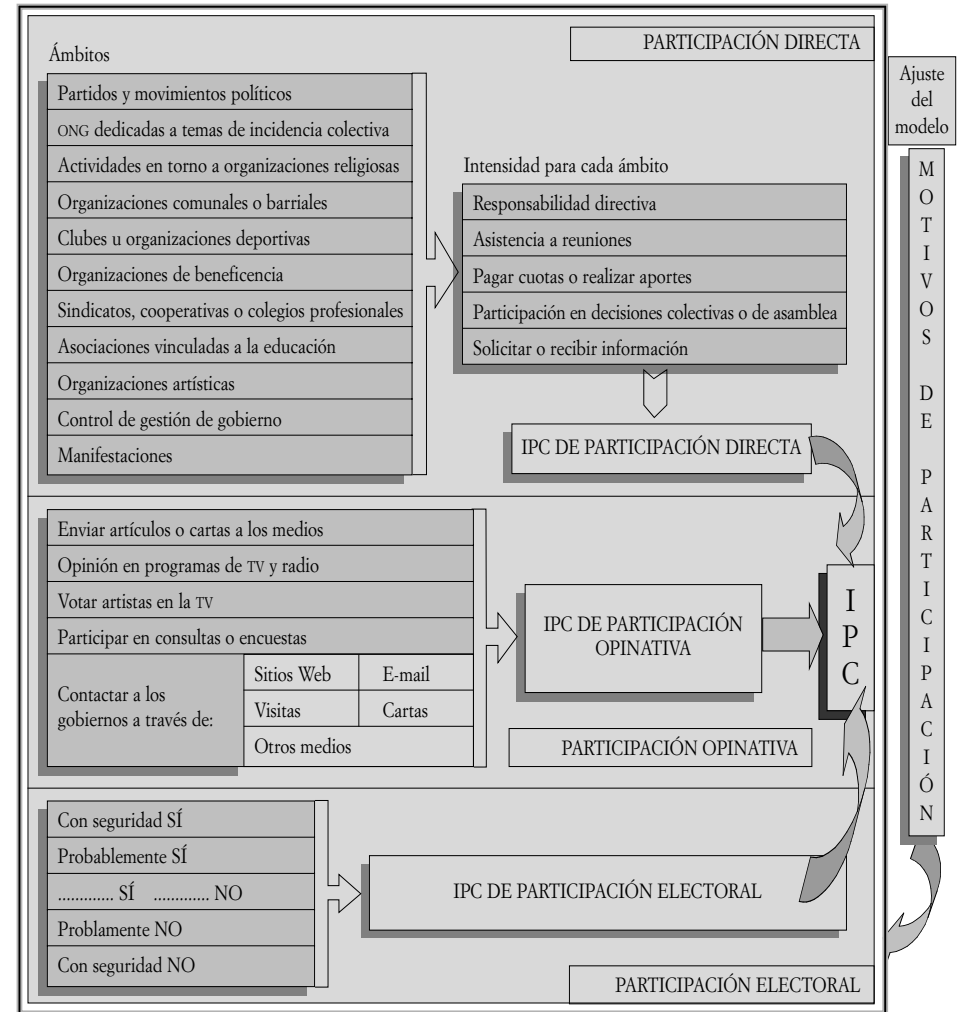 PARTICIPACIÓN DIRECTA
Ámbitos
Partidos y movimientos políticos
ONG dedicadas a temas de incidencia colectiva
Actividades en torno a organizaciones religiosas
Organizaciones comunales o barriales
Clubes u organizaciones deportivas
Organizaciones de beneficencia
Sindicatos, cooperativas o colegios profesionales
Asociaciones vinculadas a la educación
Organizaciones artísticas
Control de gestión de gobierno
Manifestaciones
Intensidad para cada ámbito
Responsabilidad directiva
Asistencia a reuniones
Pagar cuotas o realizar aportes
Participación en decisiones colectivas o de asamblea
Solicitar o recibir información
IPC DE PARTICIPACIÓN DIRECTA
Enviar artículos o cartas a los medios
Opinión en programas de TV y radio
Votar artistas en la TV
Participar en consultas o encuestas
Contactar a los
gobiernos a través de:
Sitios Web
E-mail
Visitas
Cartas
Otros medios
IPC DE PARTICIPACIÓN
OPINATIVA
PARTICIPACIÓN OPINATIVA
IPC
Con seguridad SÍ
Probablemente SÍ
............. SÍ ............. NO
Problamente NO
Con seguridad NO
IPC DE PARTICIPACIÓN ELECTORAL
PARTICIPACIÓN ELECTORAL
Ajuste
del
modelo
MOTIVOS DE PARTICIPACIÓN